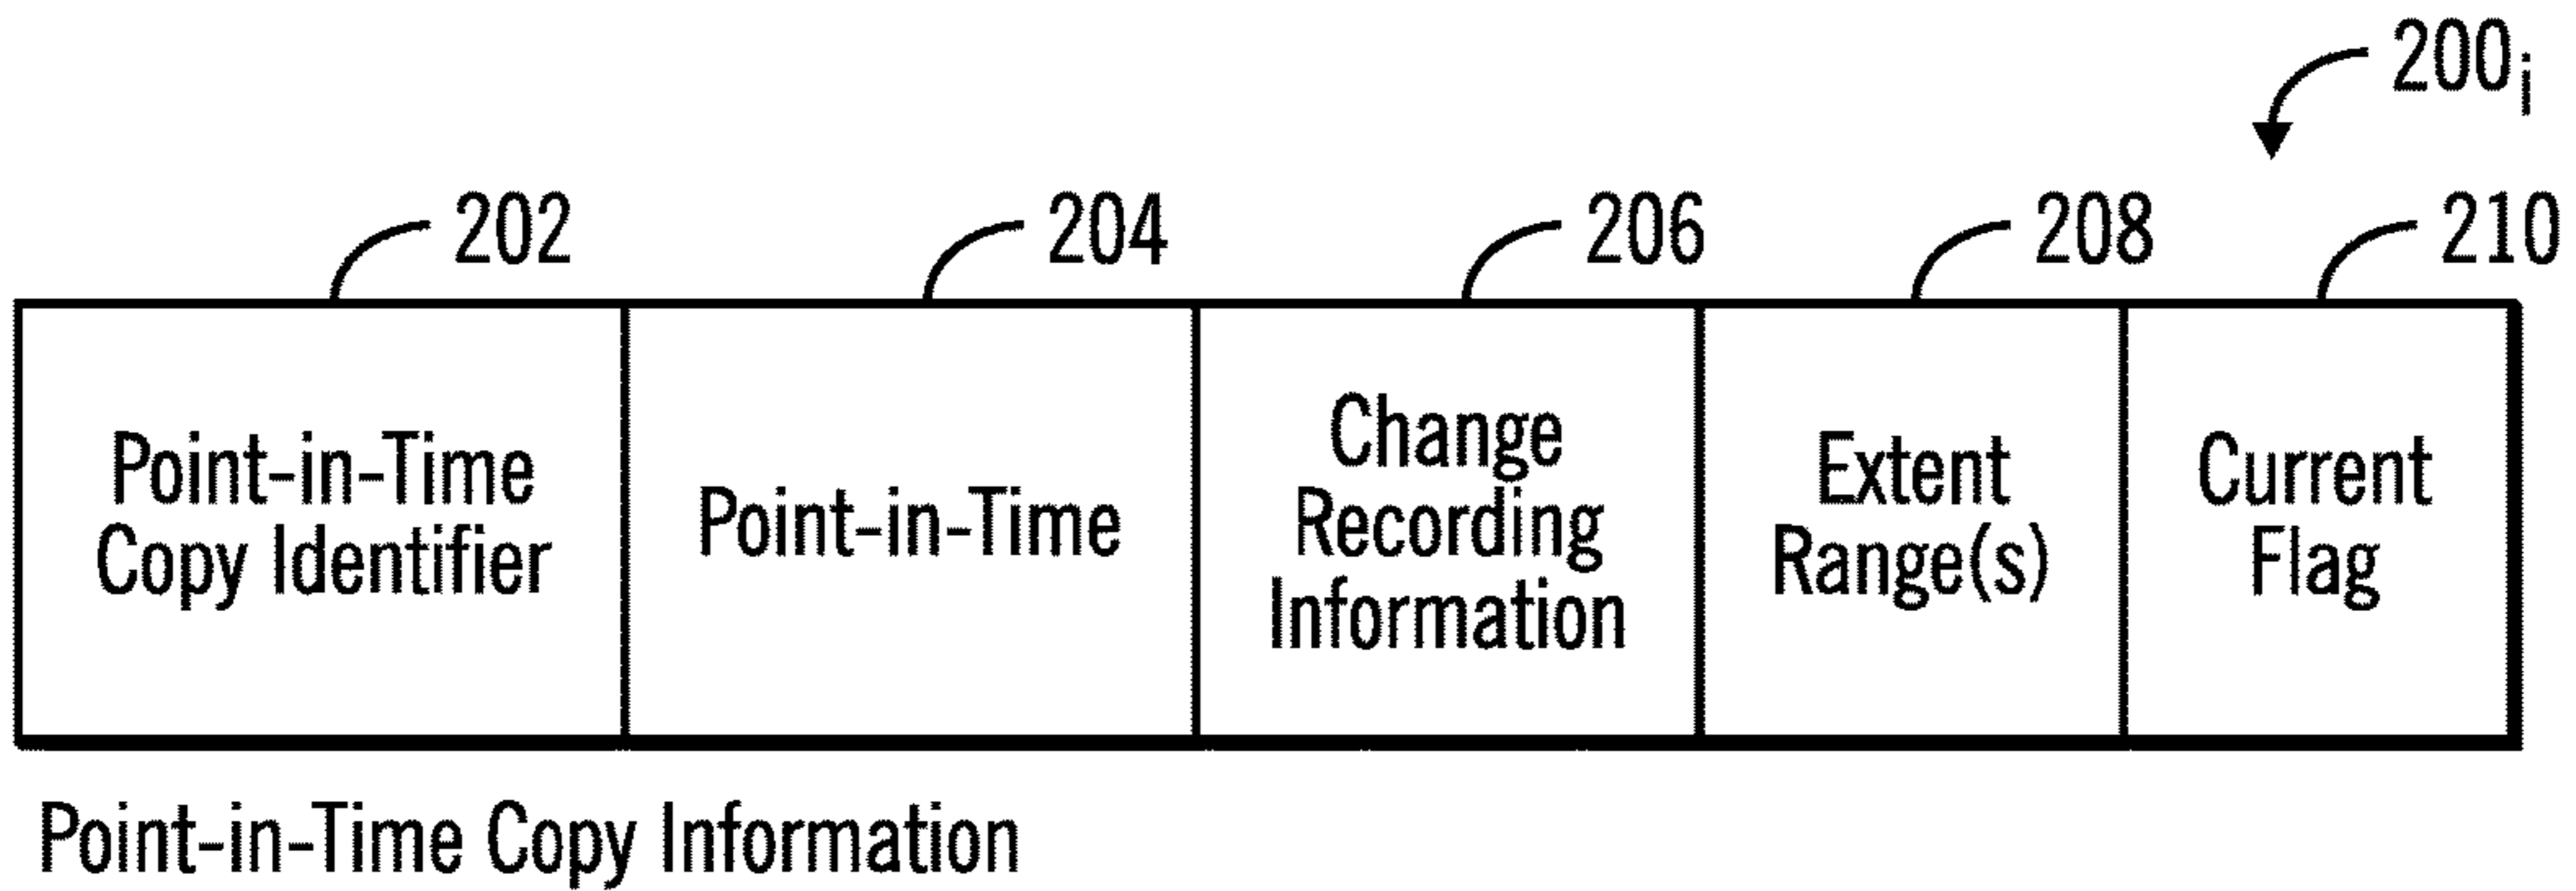 200i
202 204 206 208 210
Point-in-Time
Copy Identifier
Point-in-Time
Change
Recording
Information
Extent
Range(s)
Current
Flag
Point-in-Time Copy Information